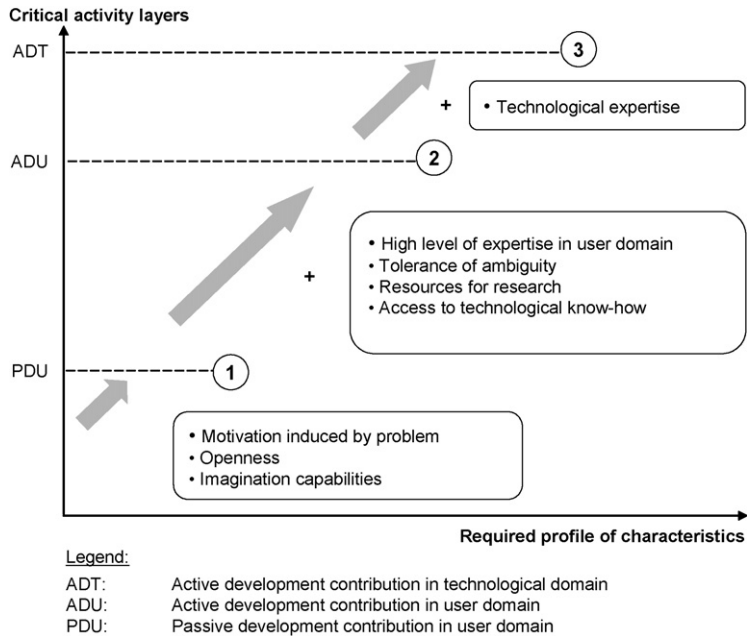 Critical activity layers
ADT
3
+
• Technological expertise
ADU
2
• High level of expertise in user domain
• Tolerance of ambiguity
+
• Resources for research
• Access to technological know-how
PDU
1
• Motivation induced by problem
• Openness
• Imagination capabilities
Required profile of characteristics
Legend:
ADT: Active development contribution in technological domain
ADU: Active development contribution in user domain
PDU: Passive development contribution in user domain